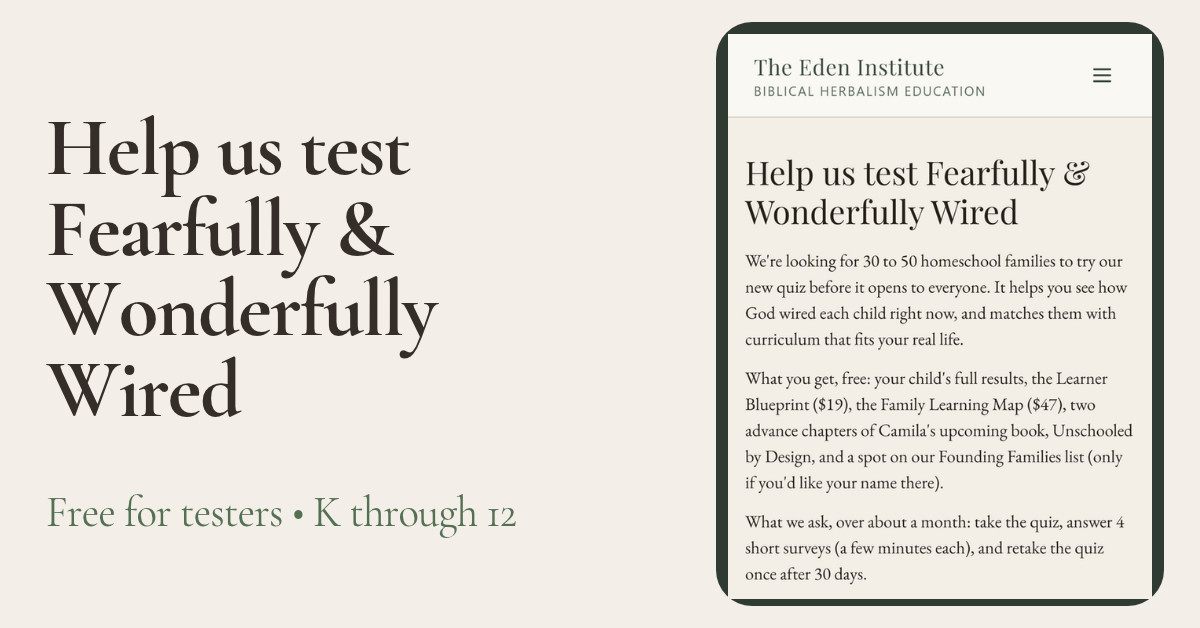 Help us test
Fearfully &
Wonderfully
Wired
Free for testers • K through 12
The Eden Institute
BIBLICAL HERBALISM EDUCATION
Help us test Fearfully &
Wonderfully Wired
We're looking for 30 to 50 homeschool families to try our
new quiz before it opens to everyone. It helps you see how
God wired each child right now, and matches them with
curriculum that fits your real life.
What you get, free: your child's full results, the Learner
Blueprint ($19), the Family Learning Map ($47), two
advance chapters of Camila's upcoming book, Unschooled
by Design, and a spot on our Founding Families list (only
if you'd like your name there).
What we ask, over about a month: take the quiz, answer 4
short surveys (a few minutes each), and retake the quiz
once after 30 days.